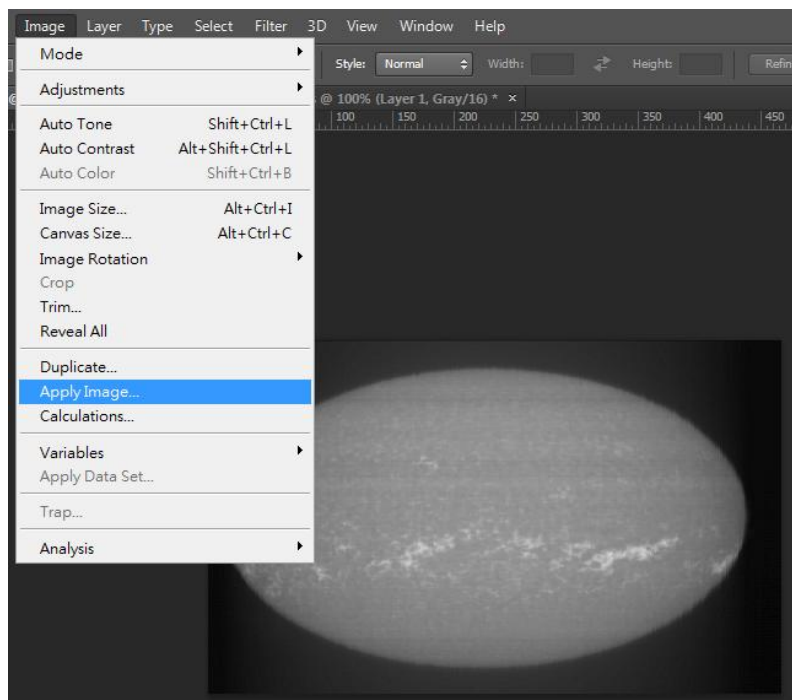 Image Layer Type Select Filter 3D View Window Help
Style: Normal Width: Height: Refin
@ 100% (Layer 1, Gray/16) * ×
100 150 200 250 300 350 400 450
Mode
Adjustments
Auto Tone Shift+Ctrl+L
Auto Contrast Alt+Shift+Ctrl+L
Auto Color Shift+Ctrl+B
Image Size... Alt+Ctrl+I
Canvas Size... Alt+Ctrl+C
Image Rotation
Crop
Trim...
Reveal All
Duplicate...
Apply Image...
Calculations...
Variables
Apply Data Set...
Trap...
Analysis